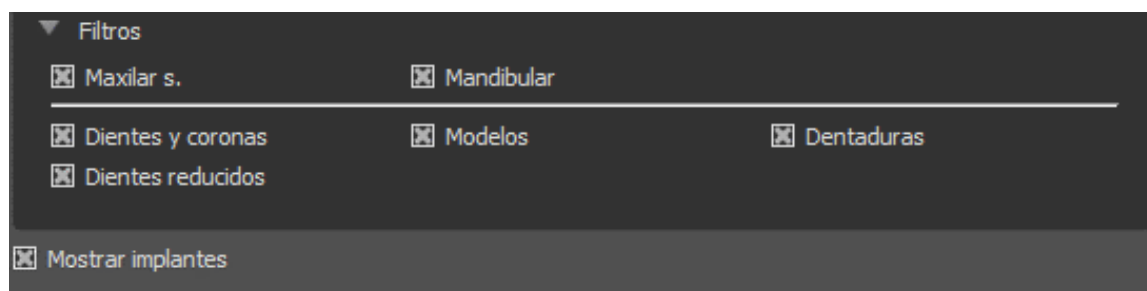 Filtros
Maxilar s. Mandibular
Dientes y coronas Modelos Dentaduras
Dientes reducidos
Mostrar implantes